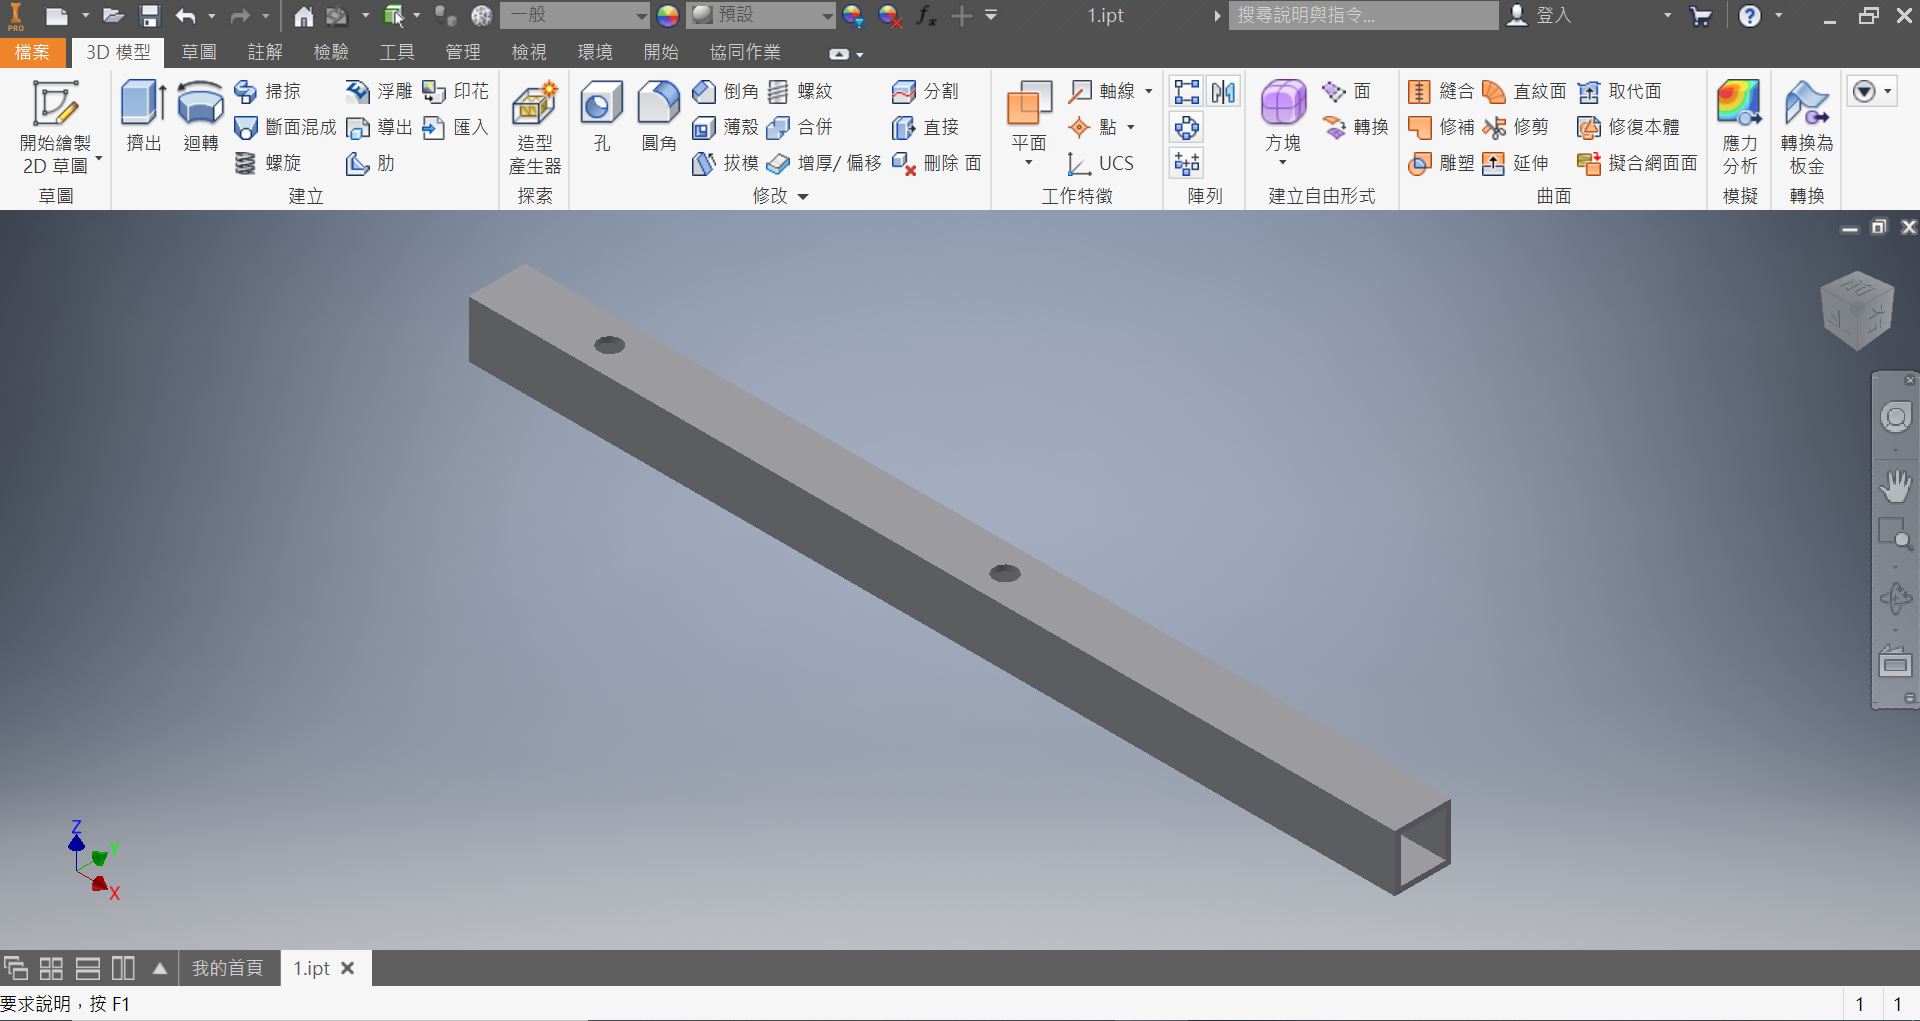 PRO
一般
預設
fx
1.ipt
搜尋說明與指令...
登入
檔案
3D 模型
草圖
註解
檢驗
工具
管理
檢視
環境
開始
協同作業
開始繪製
2D 草圖
擠出
迴轉
掃掠
斷面混成
螺旋
浮雕
導出
肋
印花
匯入
造型
產生器
孔
圓角
倒角
薄殼
拔模
螺紋
合併
增厚/ 偏移
分割
直接
刪除 面
平面
軸線
點
UCS
方塊
面
轉換
縫合
修補
雕塑
直紋面
修剪
延伸
取代面
修復本體
擬合網面面
應力
分析
轉換為
板金
草圖
建立
探索
修改
工作特徵
陣列
建立自由形式
曲面
模擬
轉換
Z
Y
X
我的首頁
1.ipt
要求說明，按 F1
1
1